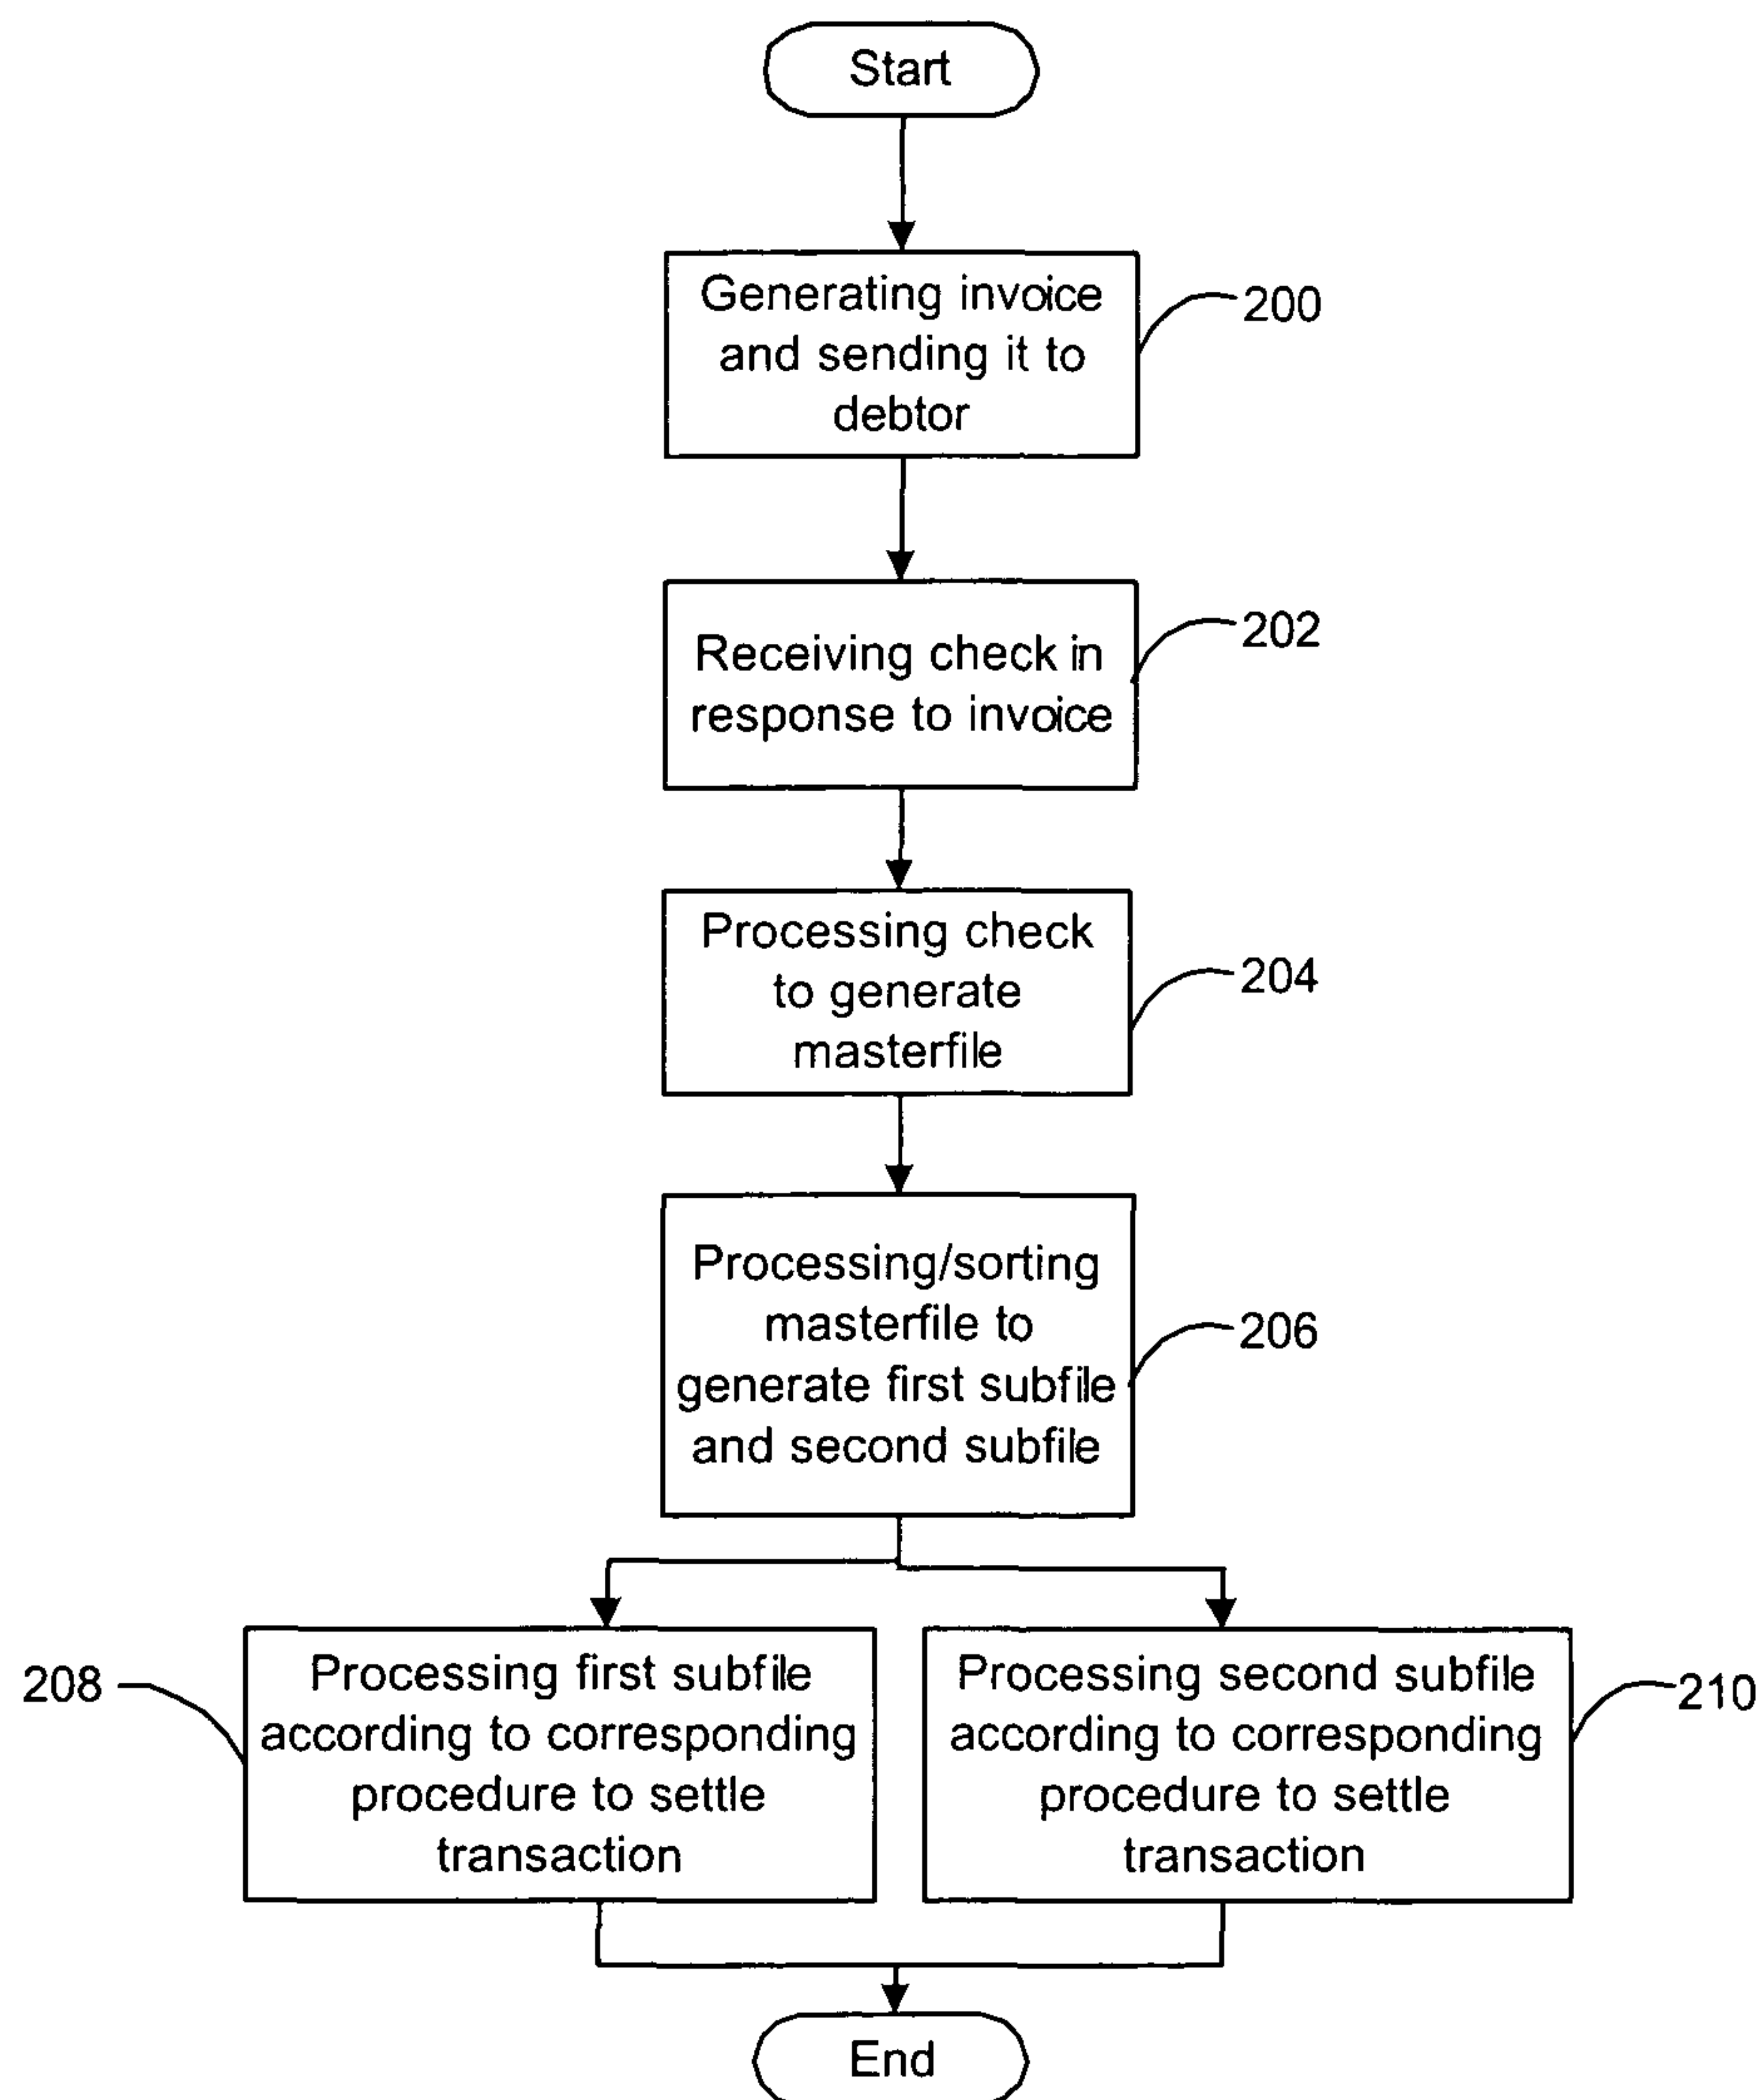 Start
Generating invoice
and sending it to
debtor
200
Receiving check in
response to invoice
202
Processing check
to generate
masterfile
204
Processing/sorting
masterfile to
generate first subfile
and second subfile
206
208
Processing first subfile
according to corresponding
procedure to settle
transaction
Processing second subfile
according to corresponding
procedure to settle
transaction
210
End